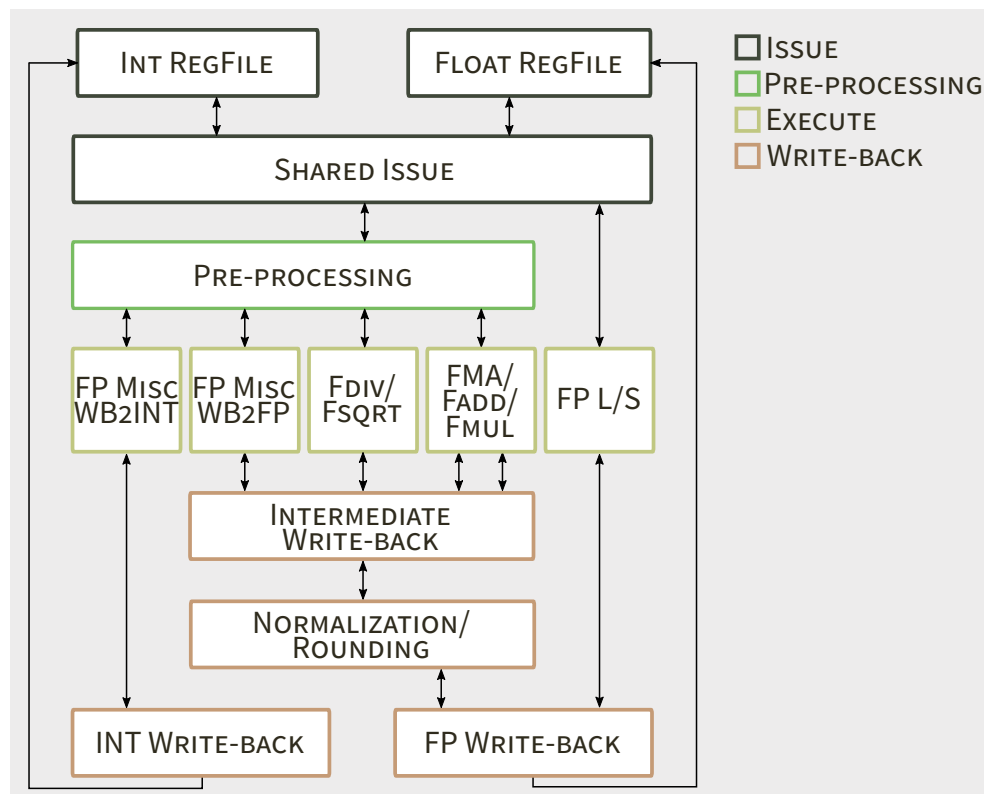 Int RegFile
Float RegFile
Issue
Pre-processing
Execute
Write-back
Shared Issue
Pre-processing
FP Misc
WB2INT
FP Misc
WB2FP
Fdiv/
Fsqrt
FMA/
Fadd/
Fmul
FP L/S
Intermediate
Write-back
Normalization/
Rounding
INT Write-back
FP Write-back